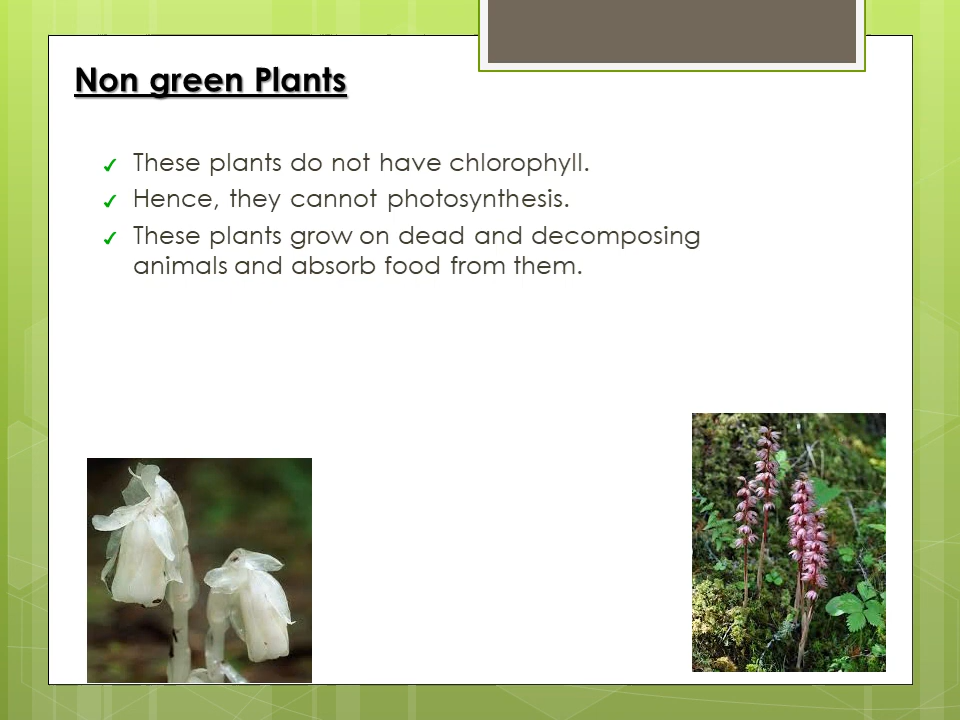 Non green Plants
✓ These plants do not have chlorophyll.
✓ Hence, they cannot photosynthesis.
✓ These plants grow on dead and decomposing
animals and absorb food from them.